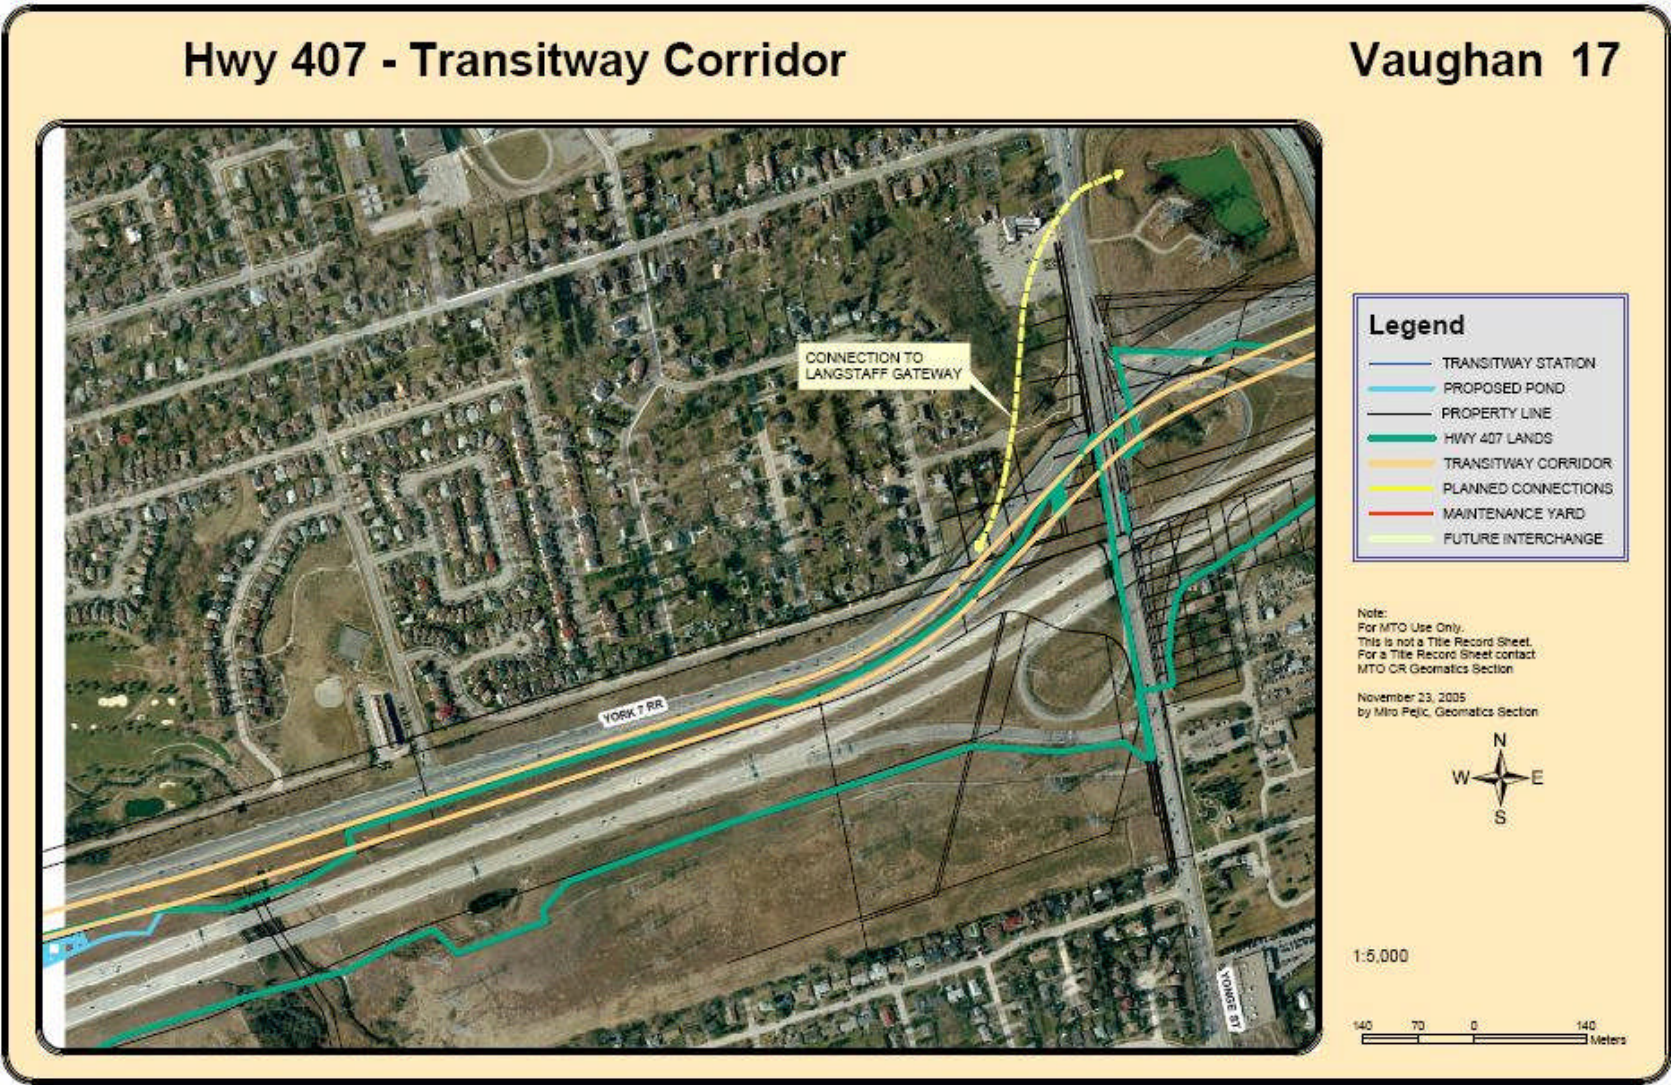 Hwy 407 - Transitway Corridor
Vaughan 17
CONNECTION TO
LANGSTAFF GATEWAY
YORK 7 RR
YONGE ST
Legend
TRANSITWAY STATION
PROPOSED POND
PROPERTY LINE
HWY 407 LANDS
TRANSITWAY CORRIDOR
PLANNED CONNECTIONS
MAINTENANCE YARD
FUTURE INTERCHANGE
Note:
For MTO Use Only.
This is not a Title Record Sheet.
For a Title Record Sheet contact
MTO CR Geomatics Section
November 23, 2005
by Miro Pejic, Geomatics Section
N
W E
S
1:5,000
140 70 0 140
Meters